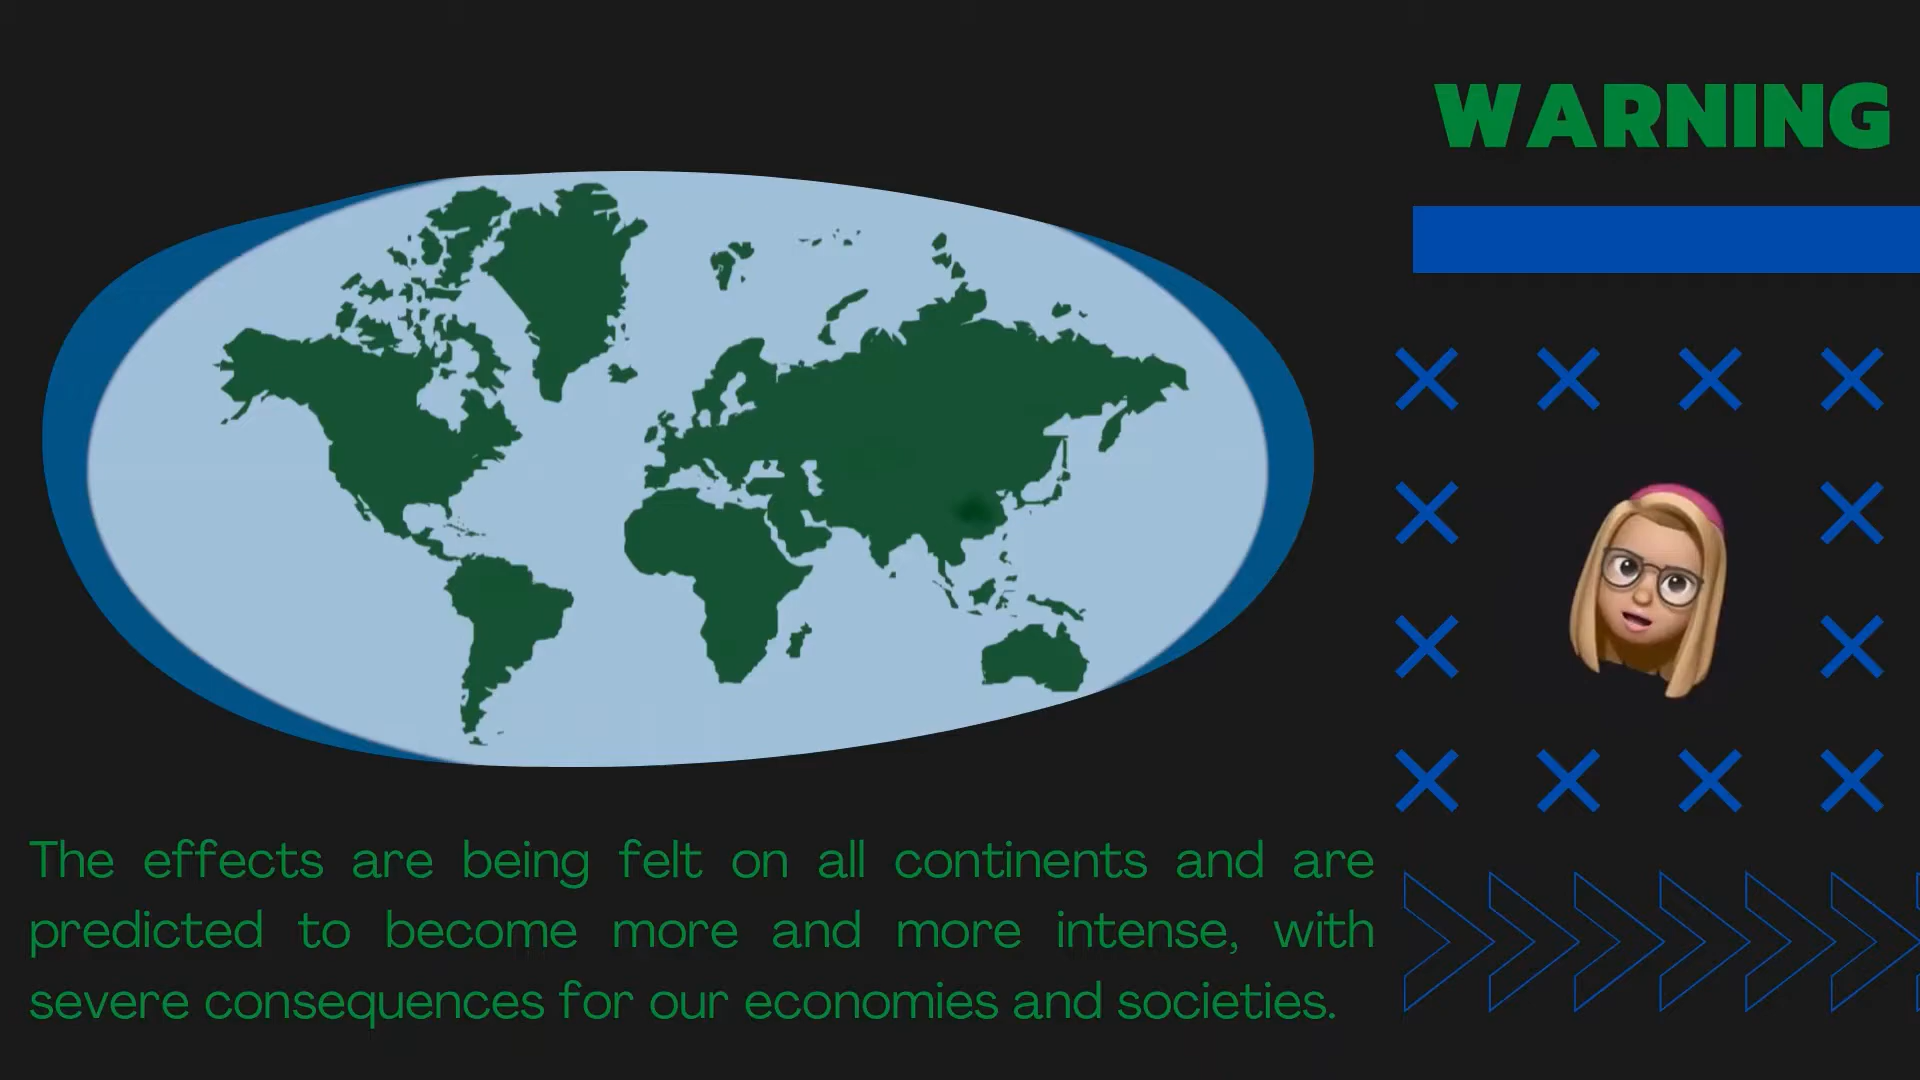 WARNING
The effects are being felt on all continents and are
predicted to become more and more intense, with
severe consequences for our economies and societies.